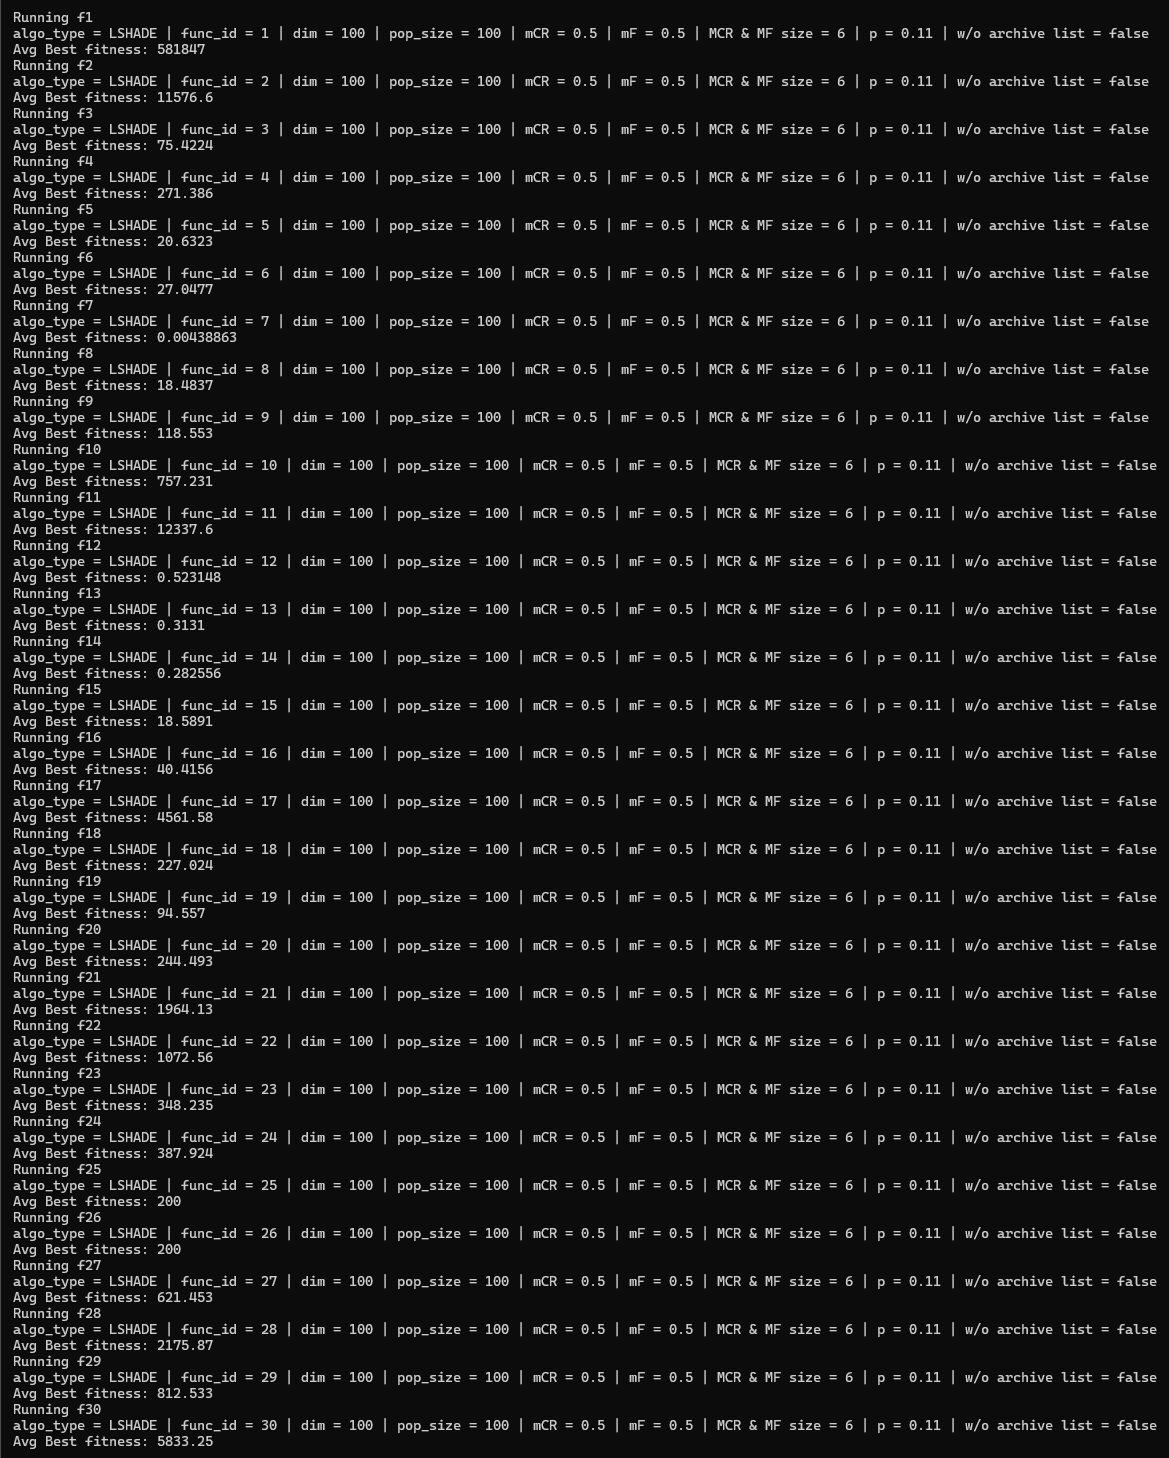 Running f1
algo_type = LSHADE | func_id = 1 | dim = 100 | pop_size = 100 | mCR = 0.5 | mF = 0.5 | MCR & MF size = 6 | p = 0.11 | w/o archive list = false
Avg Best fitness: 581847
Running f2
algo_type = LSHADE | func_id = 2 | dim = 100 | pop_size = 100 | mCR = 0.5 | mF = 0.5 | MCR & MF size = 6 | p = 0.11 | w/o archive list = false
Avg Best fitness: 11576.6
Running f3
algo_type = LSHADE | func_id = 3 | dim = 100 | pop_size = 100 | mCR = 0.5 | mF = 0.5 | MCR & MF size = 6 | p = 0.11 | w/o archive list = false
Avg Best fitness: 75.4224
Running f4
algo_type = LSHADE | func_id = 4 | dim = 100 | pop_size = 100 | mCR = 0.5 | mF = 0.5 | MCR & MF size = 6 | p = 0.11 | w/o archive list = false
Avg Best fitness: 271.386
Running f5
algo_type = LSHADE | func_id = 5 | dim = 100 | pop_size = 100 | mCR = 0.5 | mF = 0.5 | MCR & MF size = 6 | p = 0.11 | w/o archive list = false
Avg Best fitness: 20.6323
Running f6
algo_type = LSHADE | func_id = 6 | dim = 100 | pop_size = 100 | mCR = 0.5 | mF = 0.5 | MCR & MF size = 6 | p = 0.11 | w/o archive list = false
Avg Best fitness: 27.0477
Running f7
algo_type = LSHADE | func_id = 7 | dim = 100 | pop_size = 100 | mCR = 0.5 | mF = 0.5 | MCR & MF size = 6 | p = 0.11 | w/o archive list = false
Avg Best fitness: 0.00438863
Running f8
algo_type = LSHADE | func_id = 8 | dim = 100 | pop_size = 100 | mCR = 0.5 | mF = 0.5 | MCR & MF size = 6 | p = 0.11 | w/o archive list = false
Avg Best fitness: 18.4837
Running f9
algo_type = LSHADE | func_id = 9 | dim = 100 | pop_size = 100 | mCR = 0.5 | mF = 0.5 | MCR & MF size = 6 | p = 0.11 | w/o archive list = false
Avg Best fitness: 118.553
Running f10
algo_type = LSHADE | func_id = 10 | dim = 100 | pop_size = 100 | mCR = 0.5 | mF = 0.5 | MCR & MF size = 6 | p = 0.11 | w/o archive list = false
Avg Best fitness: 757.231
Running f11
algo_type = LSHADE | func_id = 11 | dim = 100 | pop_size = 100 | mCR = 0.5 | mF = 0.5 | MCR & MF size = 6 | p = 0.11 | w/o archive list = false
Avg Best fitness: 12337.6
Running f12
algo_type = LSHADE | func_id = 12 | dim = 100 | pop_size = 100 | mCR = 0.5 | mF = 0.5 | MCR & MF size = 6 | p = 0.11 | w/o archive list = false
Avg Best fitness: 0.523148
Running f13
algo_type = LSHADE | func_id = 13 | dim = 100 | pop_size = 100 | mCR = 0.5 | mF = 0.5 | MCR & MF size = 6 | p = 0.11 | w/o archive list = false
Avg Best fitness: 0.3131
Running f14
algo_type = LSHADE | func_id = 14 | dim = 100 | pop_size = 100 | mCR = 0.5 | mF = 0.5 | MCR & MF size = 6 | p = 0.11 | w/o archive list = false
Avg Best fitness: 0.282556
Running f15
algo_type = LSHADE | func_id = 15 | dim = 100 | pop_size = 100 | mCR = 0.5 | mF = 0.5 | MCR & MF size = 6 | p = 0.11 | w/o archive list = false
Avg Best fitness: 18.5891
Running f16
algo_type = LSHADE | func_id = 16 | dim = 100 | pop_size = 100 | mCR = 0.5 | mF = 0.5 | MCR & MF size = 6 | p = 0.11 | w/o archive list = false
Avg Best fitness: 40.4156
Running f17
algo_type = LSHADE | func_id = 17 | dim = 100 | pop_size = 100 | mCR = 0.5 | mF = 0.5 | MCR & MF size = 6 | p = 0.11 | w/o archive list = false
Avg Best fitness: 4561.58
Running f18
algo_type = LSHADE | func_id = 18 | dim = 100 | pop_size = 100 | mCR = 0.5 | mF = 0.5 | MCR & MF size = 6 | p = 0.11 | w/o archive list = false
Avg Best fitness: 227.024
Running f19
algo_type = LSHADE | func_id = 19 | dim = 100 | pop_size = 100 | mCR = 0.5 | mF = 0.5 | MCR & MF size = 6 | p = 0.11 | w/o archive list = false
Avg Best fitness: 94.557
Running f20
algo_type = LSHADE | func_id = 20 | dim = 100 | pop_size = 100 | mCR = 0.5 | mF = 0.5 | MCR & MF size = 6 | p = 0.11 | w/o archive list = false
Avg Best fitness: 244.493
Running f21
algo_type = LSHADE | func_id = 21 | dim = 100 | pop_size = 100 | mCR = 0.5 | mF = 0.5 | MCR & MF size = 6 | p = 0.11 | w/o archive list = false
Avg Best fitness: 1964.13
Running f22
algo_type = LSHADE | func_id = 22 | dim = 100 | pop_size = 100 | mCR = 0.5 | mF = 0.5 | MCR & MF size = 6 | p = 0.11 | w/o archive list = false
Avg Best fitness: 1072.56
Running f23
algo_type = LSHADE | func_id = 23 | dim = 100 | pop_size = 100 | mCR = 0.5 | mF = 0.5 | MCR & MF size = 6 | p = 0.11 | w/o archive list = false
Avg Best fitness: 348.235
Running f24
algo_type = LSHADE | func_id = 24 | dim = 100 | pop_size = 100 | mCR = 0.5 | mF = 0.5 | MCR & MF size = 6 | p = 0.11 | w/o archive list = false
Avg Best fitness: 387.924
Running f25
algo_type = LSHADE | func_id = 25 | dim = 100 | pop_size = 100 | mCR = 0.5 | mF = 0.5 | MCR & MF size = 6 | p = 0.11 | w/o archive list = false
Avg Best fitness: 200
Running f26
algo_type = LSHADE | func_id = 26 | dim = 100 | pop_size = 100 | mCR = 0.5 | mF = 0.5 | MCR & MF size = 6 | p = 0.11 | w/o archive list = false
Avg Best fitness: 200
Running f27
algo_type = LSHADE | func_id = 27 | dim = 100 | pop_size = 100 | mCR = 0.5 | mF = 0.5 | MCR & MF size = 6 | p = 0.11 | w/o archive list = false
Avg Best fitness: 621.453
Running f28
algo_type = LSHADE | func_id = 28 | dim = 100 | pop_size = 100 | mCR = 0.5 | mF = 0.5 | MCR & MF size = 6 | p = 0.11 | w/o archive list = false
Avg Best fitness: 2175.87
Running f29
algo_type = LSHADE | func_id = 29 | dim = 100 | pop_size = 100 | mCR = 0.5 | mF = 0.5 | MCR & MF size = 6 | p = 0.11 | w/o archive list = false
Avg Best fitness: 812.533
Running f30
algo_type = LSHADE | func_id = 30 | dim = 100 | pop_size = 100 | mCR = 0.5 | mF = 0.5 | MCR & MF size = 6 | p = 0.11 | w/o archive list = false
Avg Best fitness: 5833.25